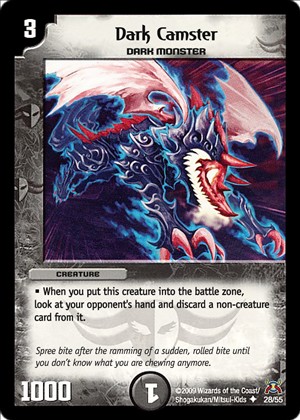 3
Dark Camster
DARK MONSTER
CREATURE
▪ When you put this creature into the battle zone,
look at your opponent's hand and discard a non-creature
card from it.
Spree bite after the ramming of a sudden, rolled bite until
you don't know what you are chewing anymore.
1000
1
©2009 Wizards of the Coast/
Shogakukan/Mitsui-Kids
28/55